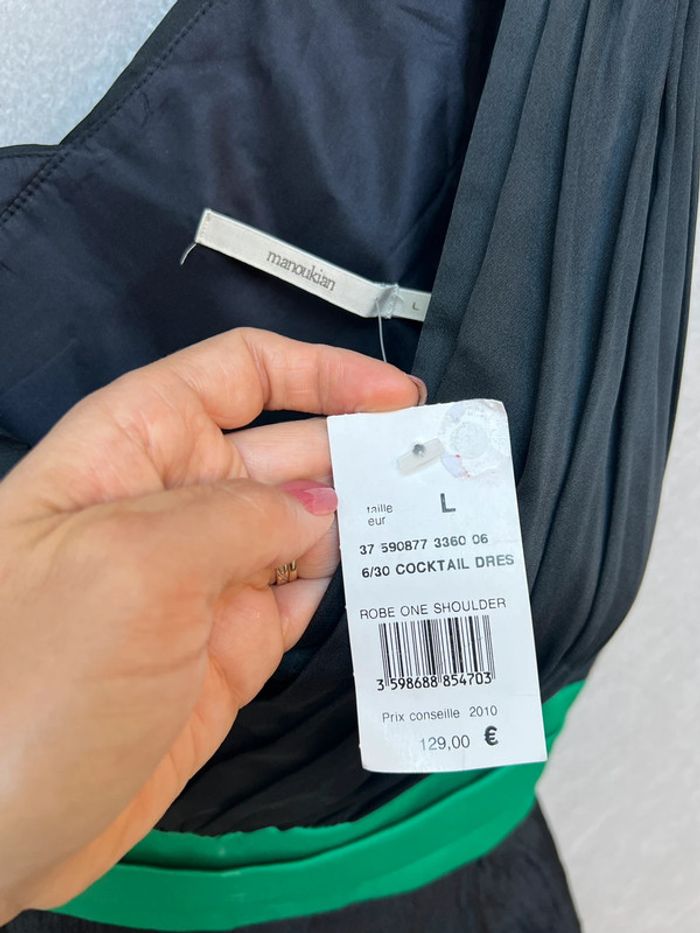 manoukian
L
taille L
eur
37 590877 3360 06
6/30 COCKTAIL DRES
ROBE ONE SHOULDER
3 598688 854703
Prix conseille 2010
129,00 €